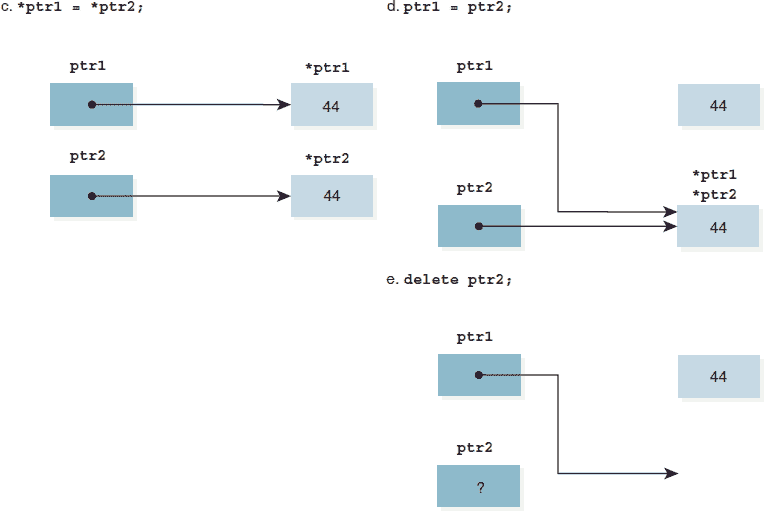 c. *ptr1 = *ptr2;
ptr1
*ptr1
44
ptr2
*ptr2
44
d. ptr1 = ptr2;
ptr1
44
ptr2
*ptr1
*ptr2
44
e. delete ptr2;
ptr1
44
ptr2
?